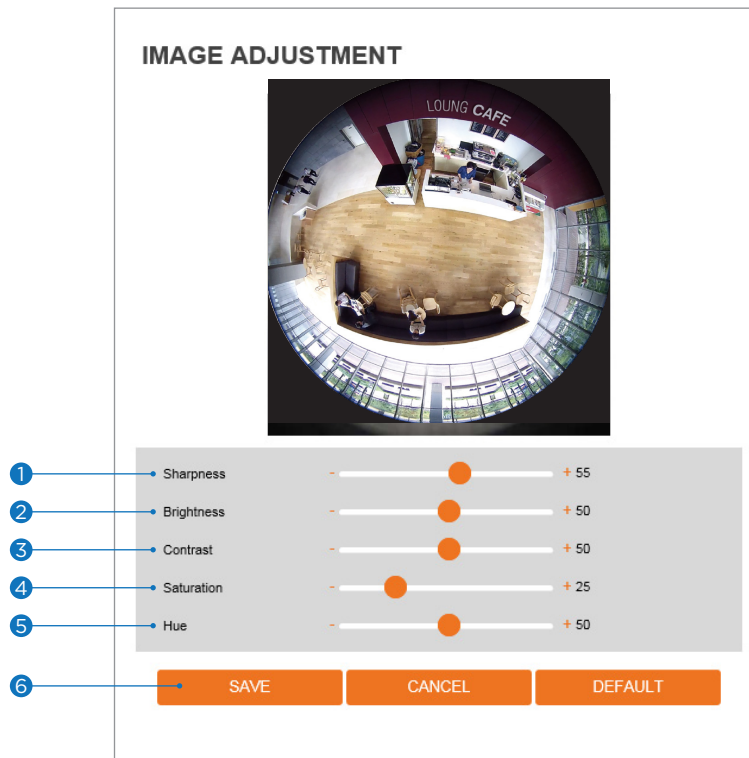 IMAGE ADJUSTMENT
LOUNG CAFE
1 Sharpness - + 55
2 Brightness - + 50
3 Contrast - + 50
4 Saturation - + 25
5 Hue - + 50
6 SAVE CANCEL DEFAULT